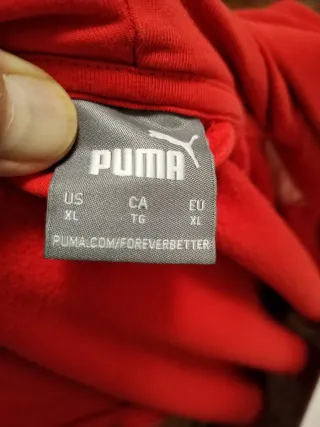 PUMA
US CA EU
XL TG XL
PUMA.COM/FOREVERBETTER